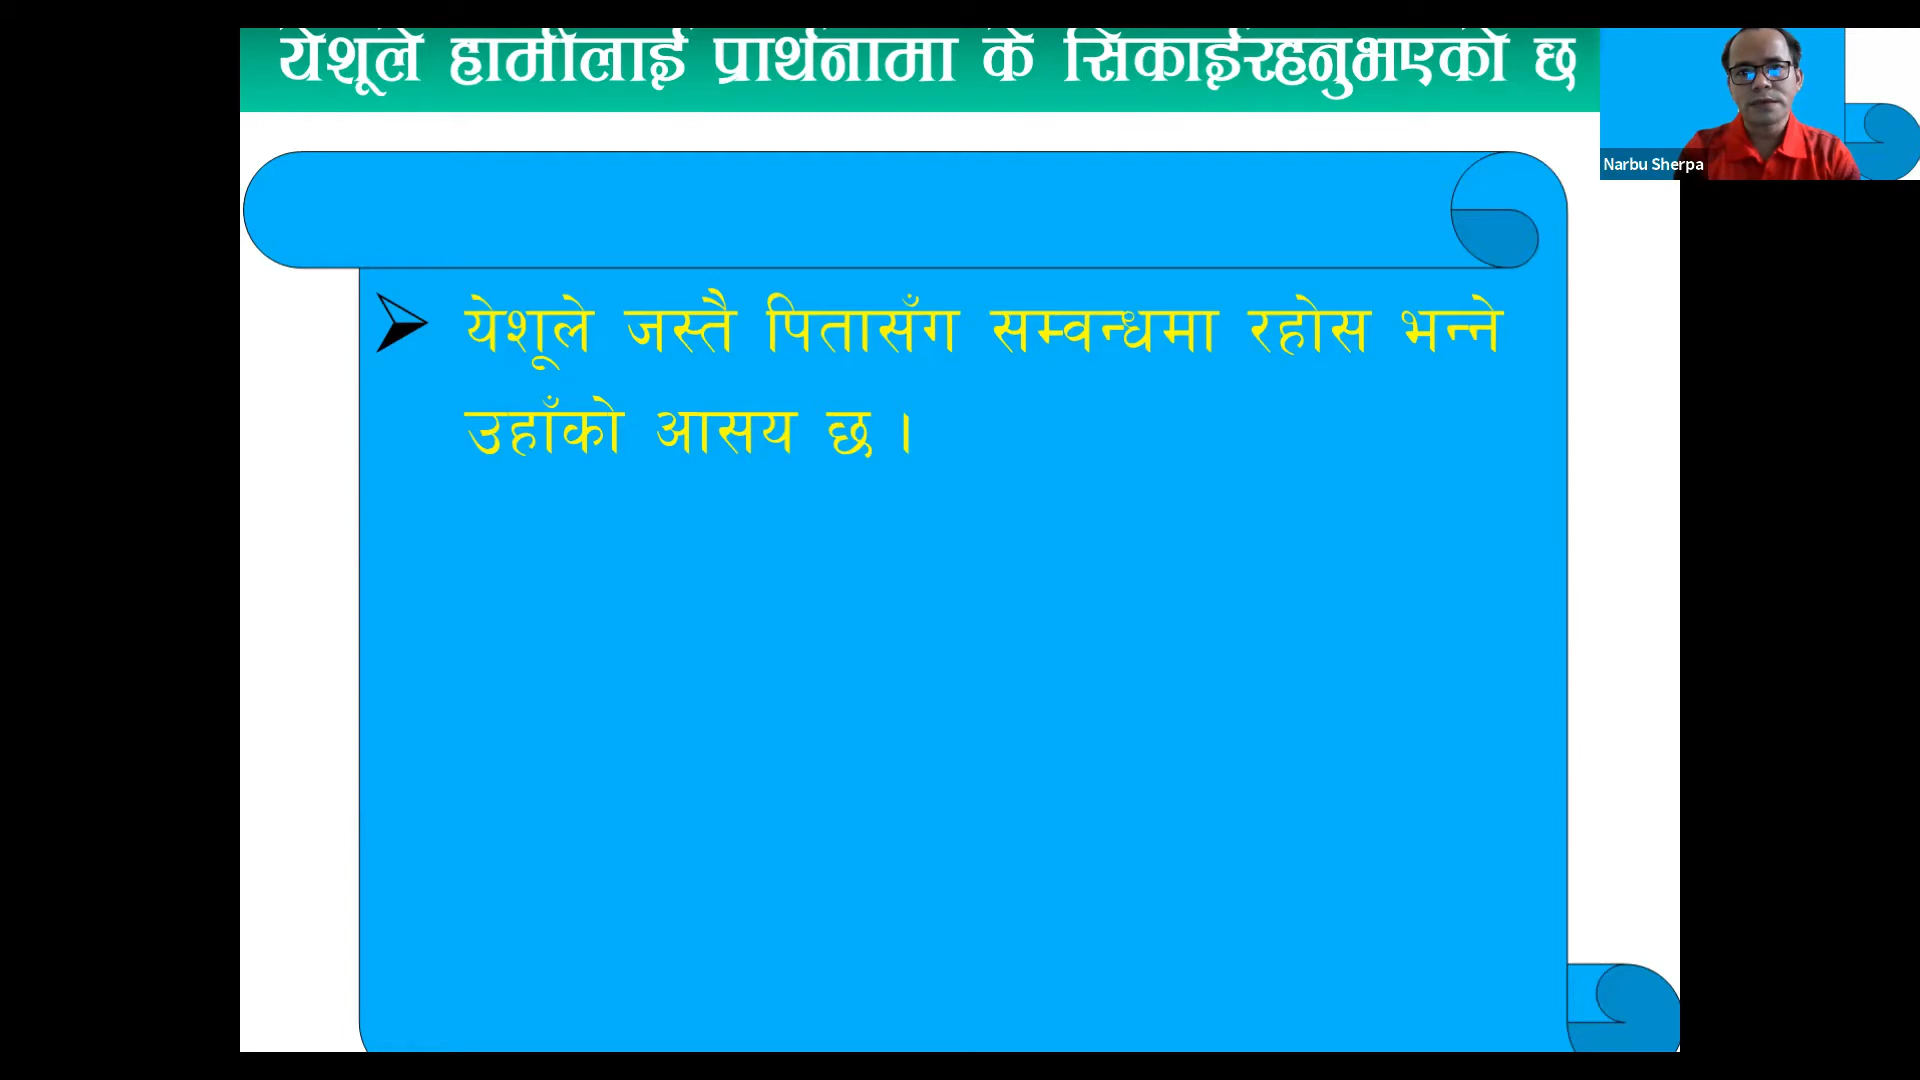 येशूले हामीलाई प्रार्थनामा के सिकाईरहनुभएको छ
Narbu Sherpa
येशूले जस्तै पितासँग सम्वन्धमा रहोस भन्ने
उहाँको आसय छ ।